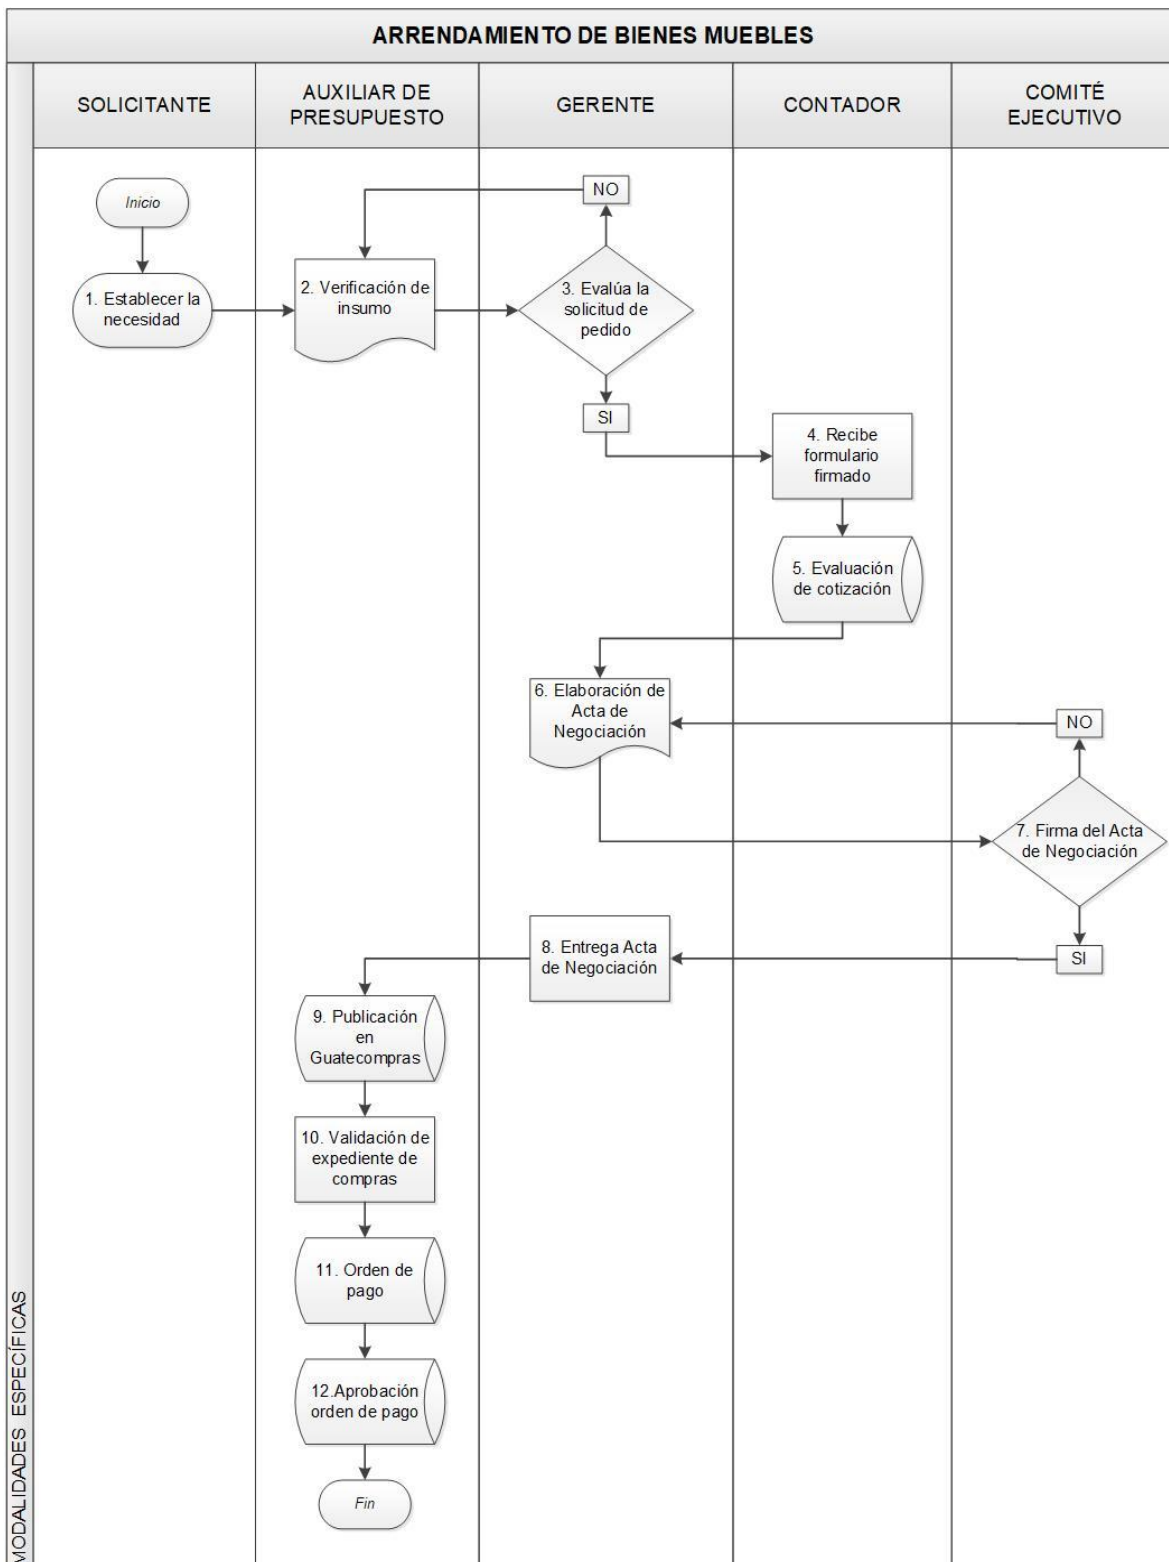 ARRENDAMIENTO DE BIENES MUEBLES
SOLICITANTE
AUXILIAR DE
PRESUPUESTO
GERENTE
CONTADOR
COMITÉ
EJECUTIVO
Inicio
NO
1. Establecer la
necesidad
2. Verificación de
insumo
3. Evalúa la
solicitud de
pedido
SI
4. Recibe
formulario
firmado
5. Evaluación
de cotización
6. Elaboración de
Acta de
Negociación
NO
7. Firma del Acta
de Negociación
SI
8. Entrega Acta
de Negociación
9. Publicación
en
Guatecompras
10. Validación de
expediente de
compras
11. Orden de
pago
12.Aprobación
orden de pago
Fin
MODALIDADES ESPECÍFICAS